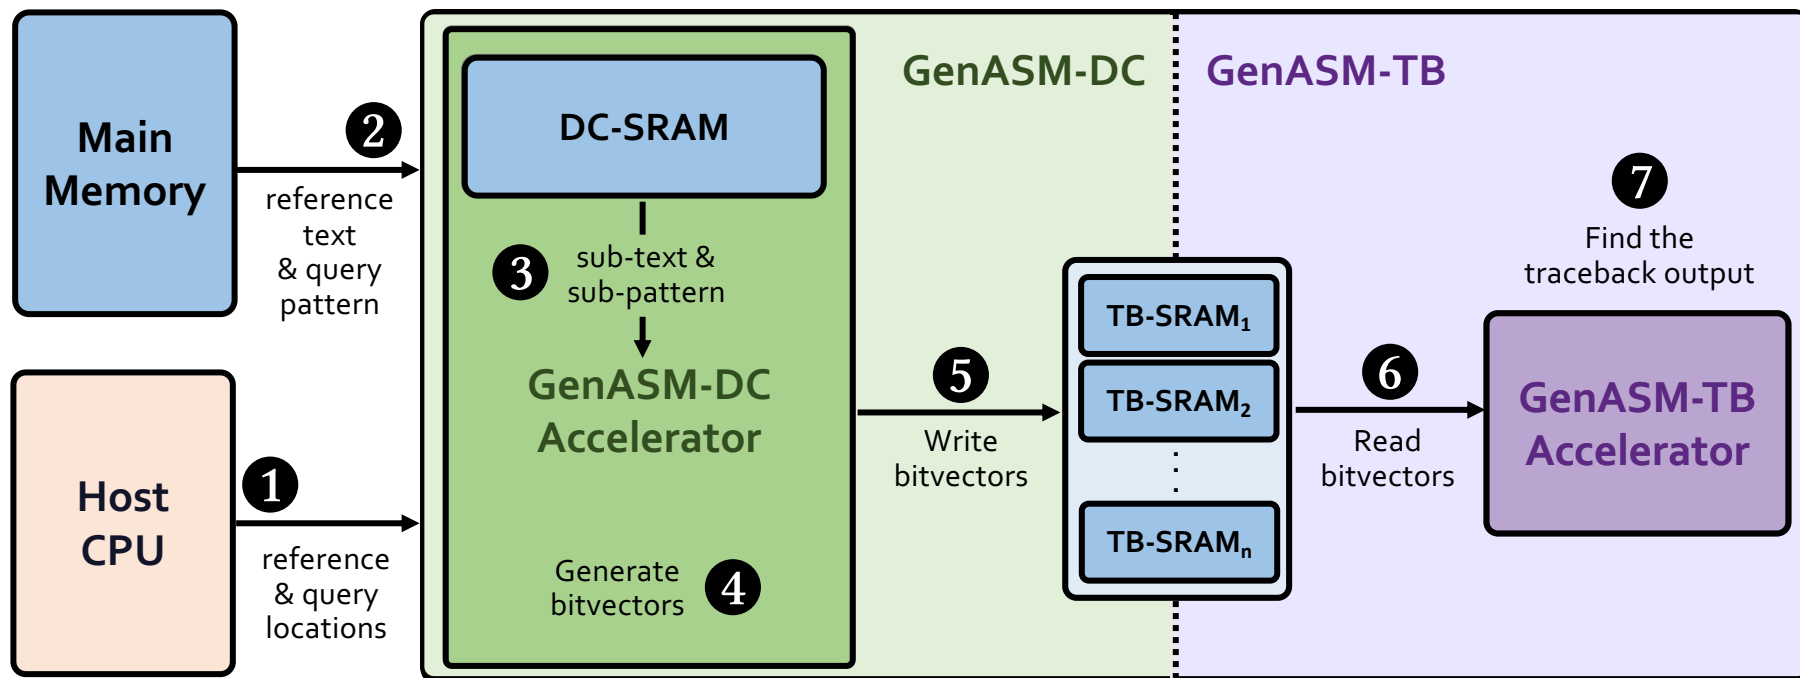 Main
Memory
2
reference
text
& query
pattern
Host
CPU
1
reference
& query
locations
GenASM-DC
DC-SRAM
3
sub-text &
sub-pattern
GenASM-DC
Accelerator
Generate
bitvectors
4
5
Write
bitvectors
TB-SRAM1
TB-SRAM2
TB-SRAMn
GenASM-TB
6
Read
bitvectors
7
Find the
traceback output
GenASM-TB
Accelerator